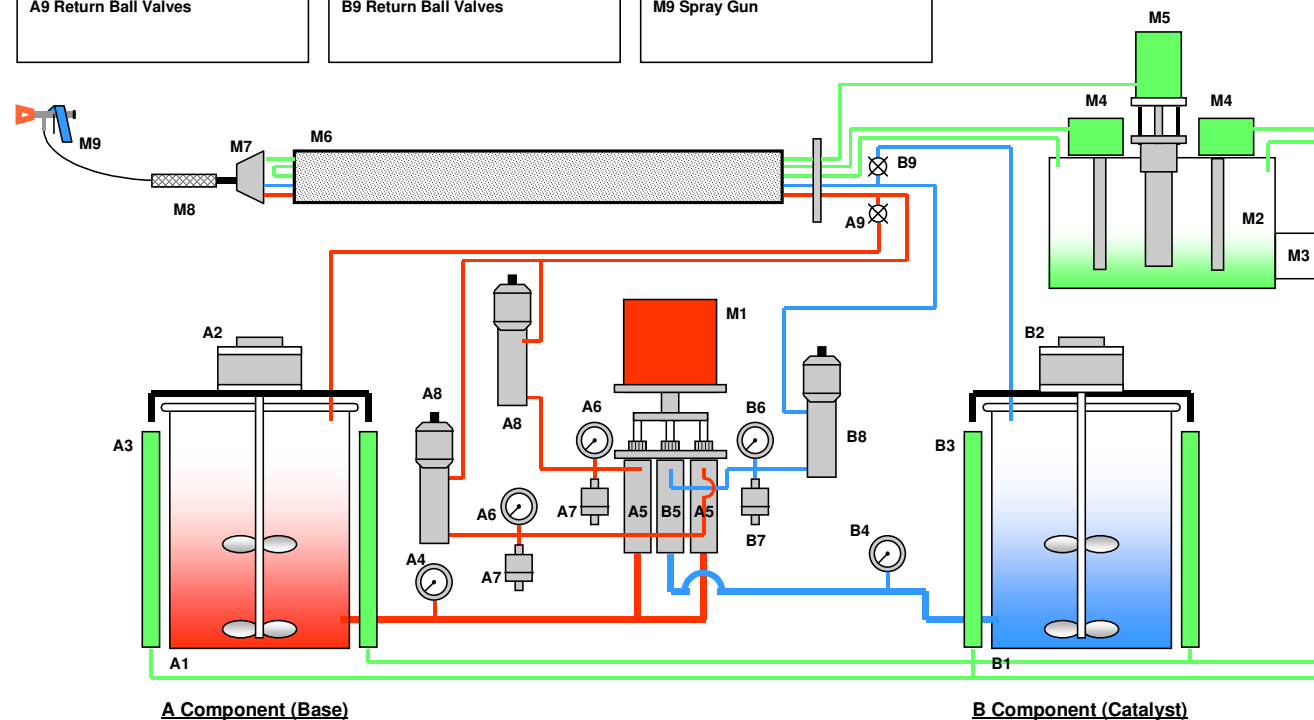 A9 Return Ball Valves
B9 Return Ball Valves
M9 Spray Gun
M5
M4
M4
M9
M7
M6
B9
M8
A9
M2
M3
M1
A2
B2
A8
A6
B6
A3
A8
B8
B3
A6
A7
A5
B5
A5
B4
B7
A4
A7
A1
B1
A Component (Base)
B Component (Catalyst)